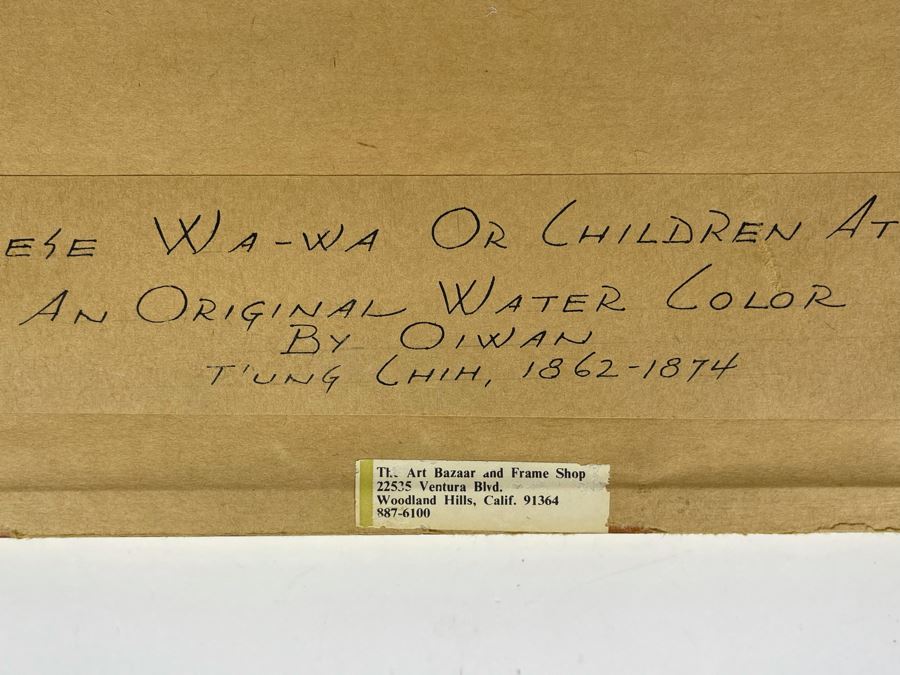 ESE WA-WA OR CHILDREN AT
AN ORIGINAL WATER COLOR
BY OIWAN
T'UNG CHIH, 1862-1874
The Art Bazaar and Frame Shop
22535 Ventura Blvd.
Woodland Hills, Calif. 91364
887-6100